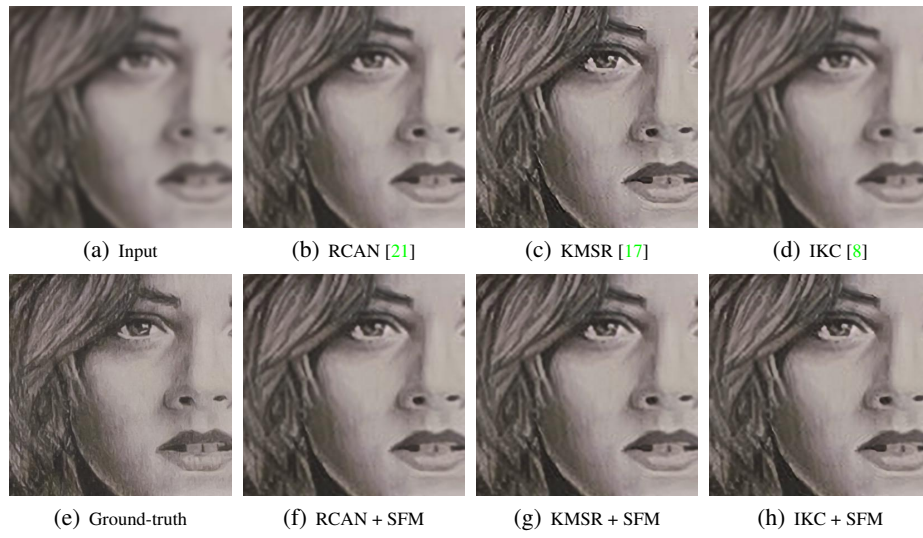 (a) Input
(b) RCAN [21]
(c) KMSR [17]
(d) IKC [8]
(e) Ground-truth
(f) RCAN + SFM
(g) KMSR + SFM
(h) IKC + SFM